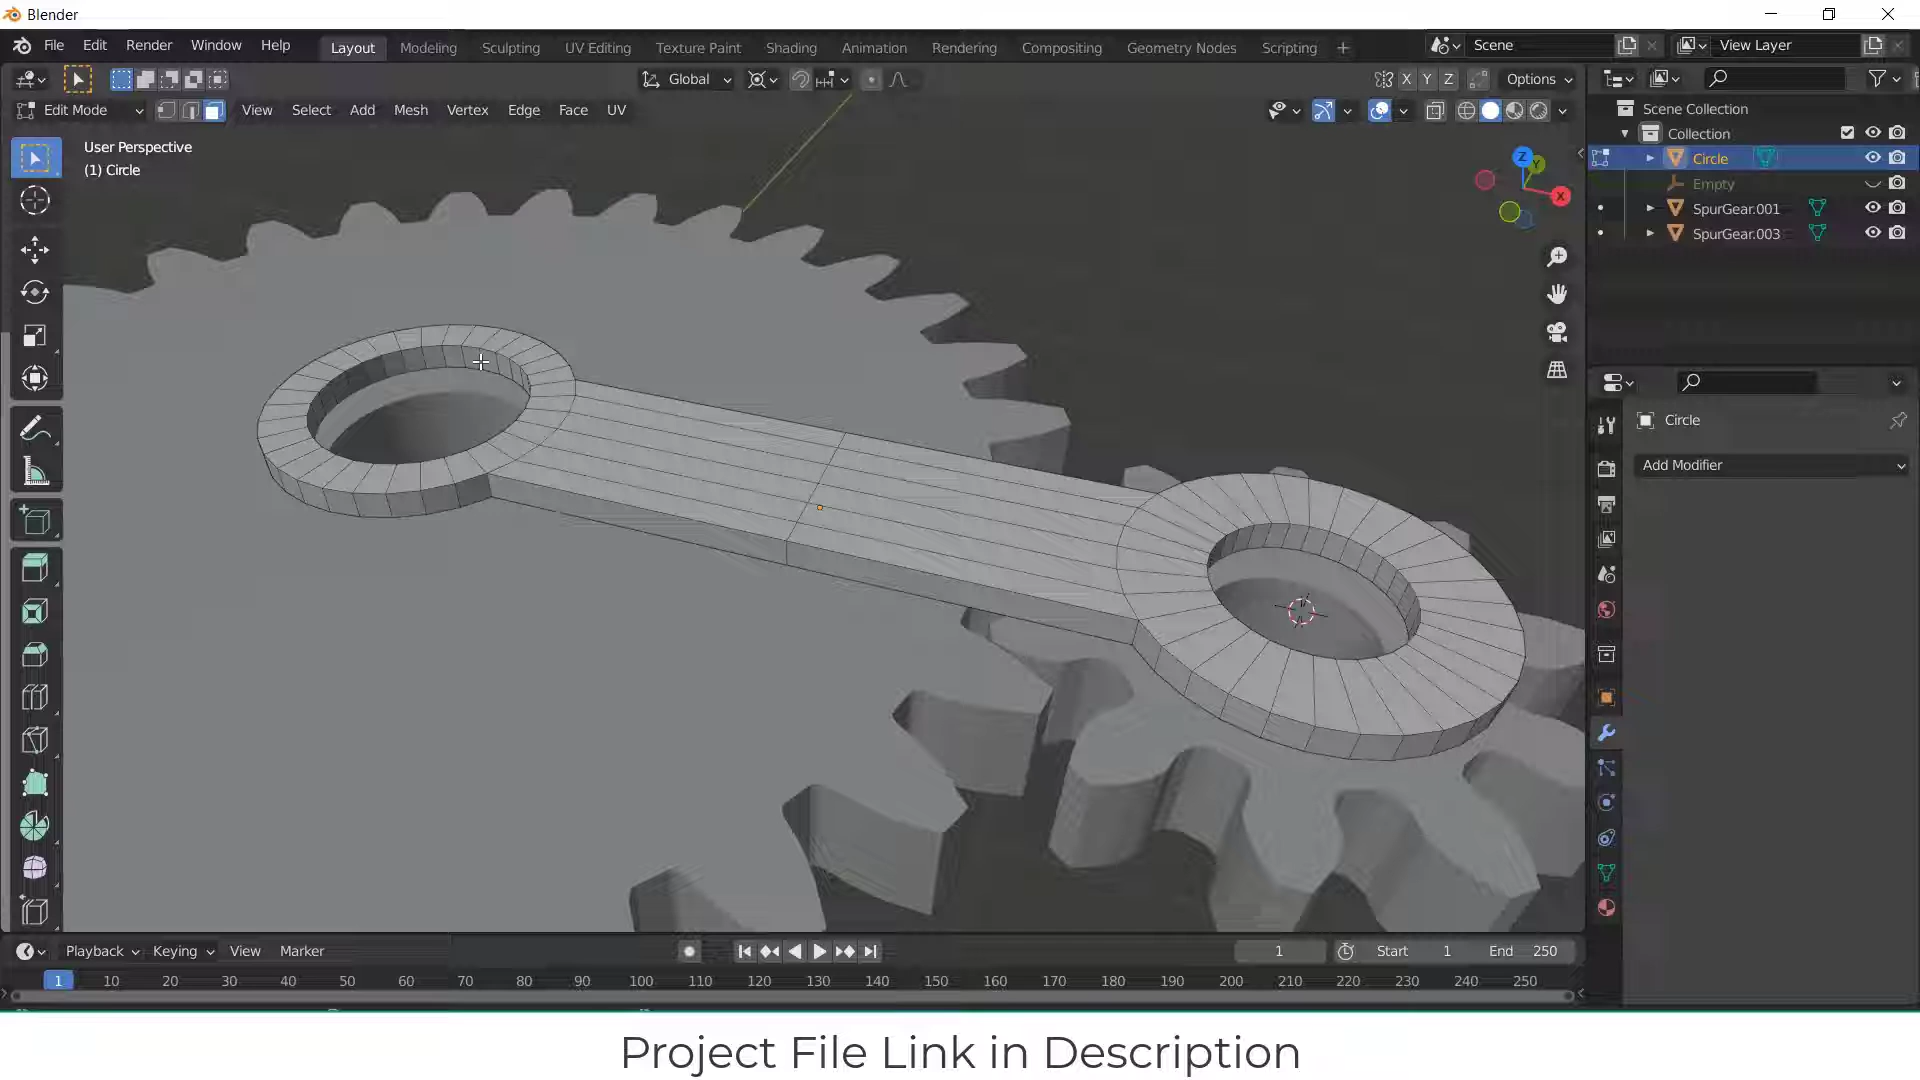 Blender
File Edit Render Window Help Layout Modeling Sculpting UV Editing Texture Paint Shading Animation Rendering Compositing Geometry Nodes Scripting + Scene View Layer
Global X Y Z Options
Edit Mode View Select Add Mesh Vertex Edge Face UV
User Perspective
(1) Circle
Z Y X
Scene Collection
Collection
Circle
Empty
SpurGear.001
SpurGear.003
Circle
Add Modifier
Playback Keying View Marker 1 Start 1 End 250
1 10 20 30 40 50 60 70 80 90 100 110 120 130 140 150 160 170 180 190 200 210 220 230 240 250
Project File Link in Description